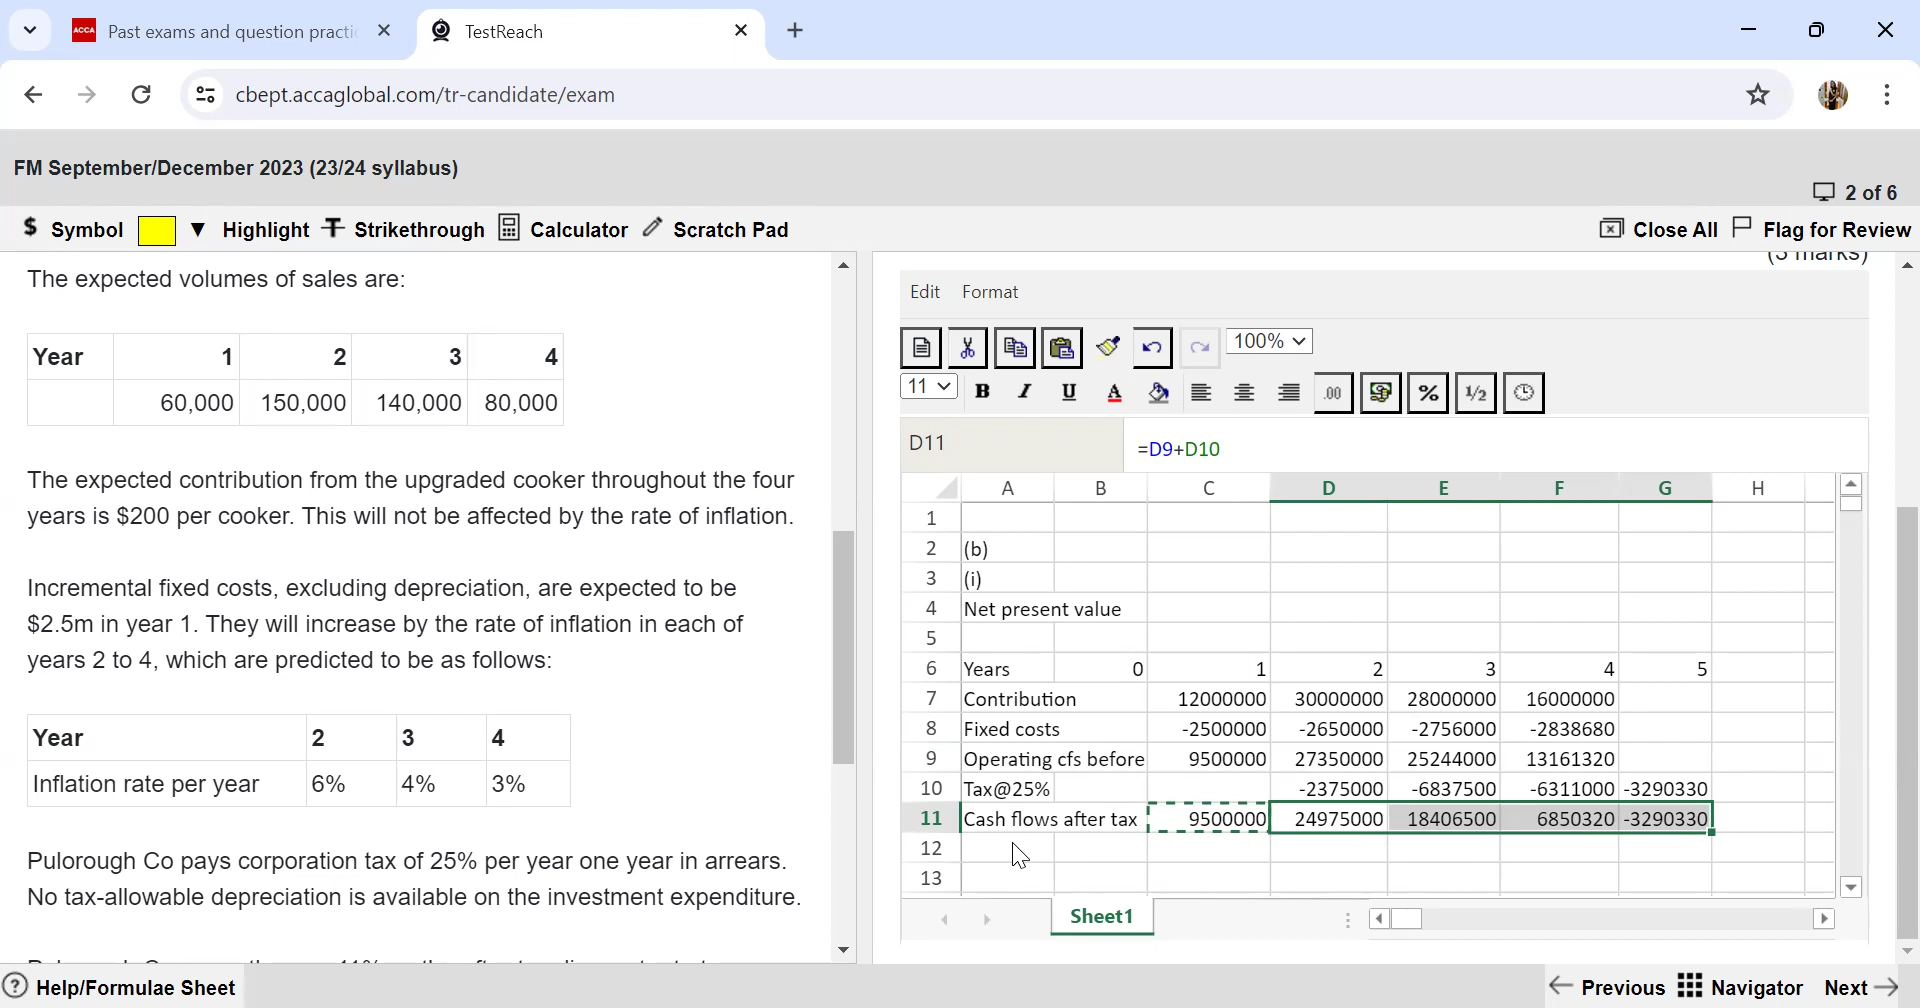 Past exams and question practi
TestReach
cbept.accaglobal.com/tr-candidate/exam
FM September/December 2023 (23/24 syllabus)
2 of 6
$ Symbol ▼ Highlight T Strikethrough Calculator Scratch Pad
Close All Flag for Review
The expected volumes of sales are:
Year 1 2 3 4
60,000 150,000 140,000 80,000
The expected contribution from the upgraded cooker throughout the four
years is $200 per cooker. This will not be affected by the rate of inflation.
Incremental fixed costs, excluding depreciation, are expected to be
$2.5m in year 1. They will increase by the rate of inflation in each of
years 2 to 4, which are predicted to be as follows:
Year 2 3 4
Inflation rate per year 6% 4% 3%
Pulorough Co pays corporation tax of 25% per year one year in arrears.
No tax-allowable depreciation is available on the investment expenditure.
Edit Format
100%
11 B I U A .00 % 1/2
D11 =D9+D10
A B C D E F G H
1
2 (b)
3 (i)
4 Net present value
5
6 Years 0 1 2 3 4 5
7 Contribution 12000000 30000000 28000000 16000000
8 Fixed costs -2500000 -2650000 -2756000 -2838680
9 Operating cfs before 9500000 27350000 25244000 13161320
10 Tax@25% -2375000 -6837500 -6311000 -3290330
11 Cash flows after tax 9500000 24975000 18406500 6850320 -3290330
12
13
Sheet1
? Help/Formulae Sheet
Previous Navigator Next